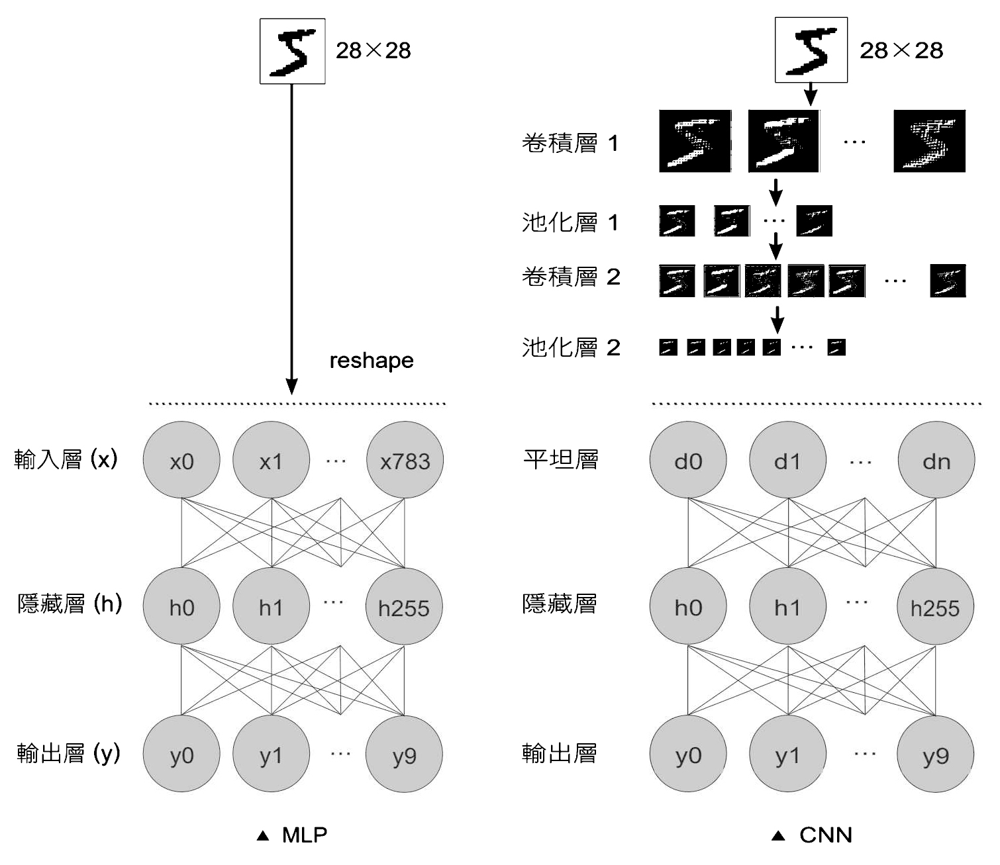 28×28
reshape
輸入層 (x)
x0 x1 ... x783
隱藏層 (h)
h0 h1 ... h255
輸出層 (y)
y0 y1 ... y9
▲ MLP
28×28
卷積層 1
...
池化層 1
...
卷積層 2
...
池化層 2
...
平坦層
d0 d1 ... dn
隱藏層
h0 h1 ... h255
輸出層
y0 y1 ... y9
▲ CNN